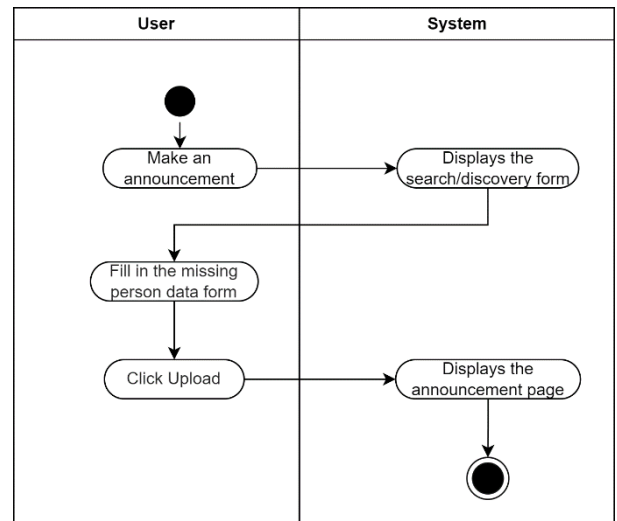 User
System
Make an
announcement
Displays the
search/discovery form
Fill in the missing
person data form
Click Upload
Displays the
announcement page